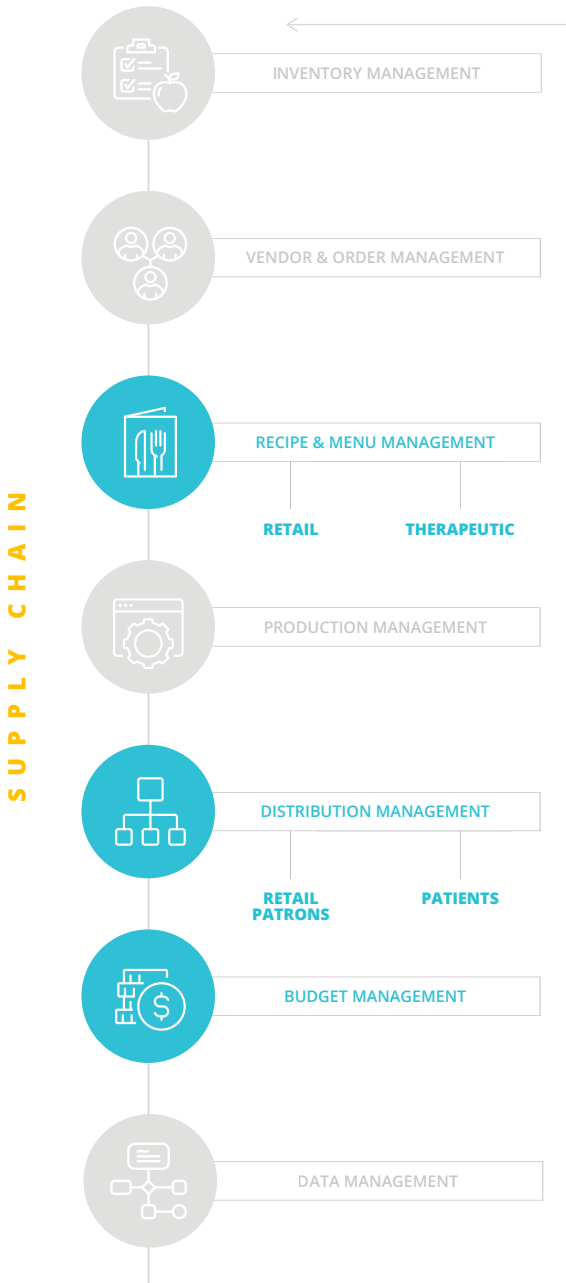 INVENTORY MANAGEMENT
VENDOR & ORDER MANAGEMENT
RECIPE & MENU MANAGEMENT
RETAIL
THERAPEUTIC
SUPPLY CHAIN
PRODUCTION MANAGEMENT
DISTRIBUTION MANAGEMENT
RETAIL
PATRONS
PATIENTS
$
BUDGET MANAGEMENT
DATA MANAGEMENT